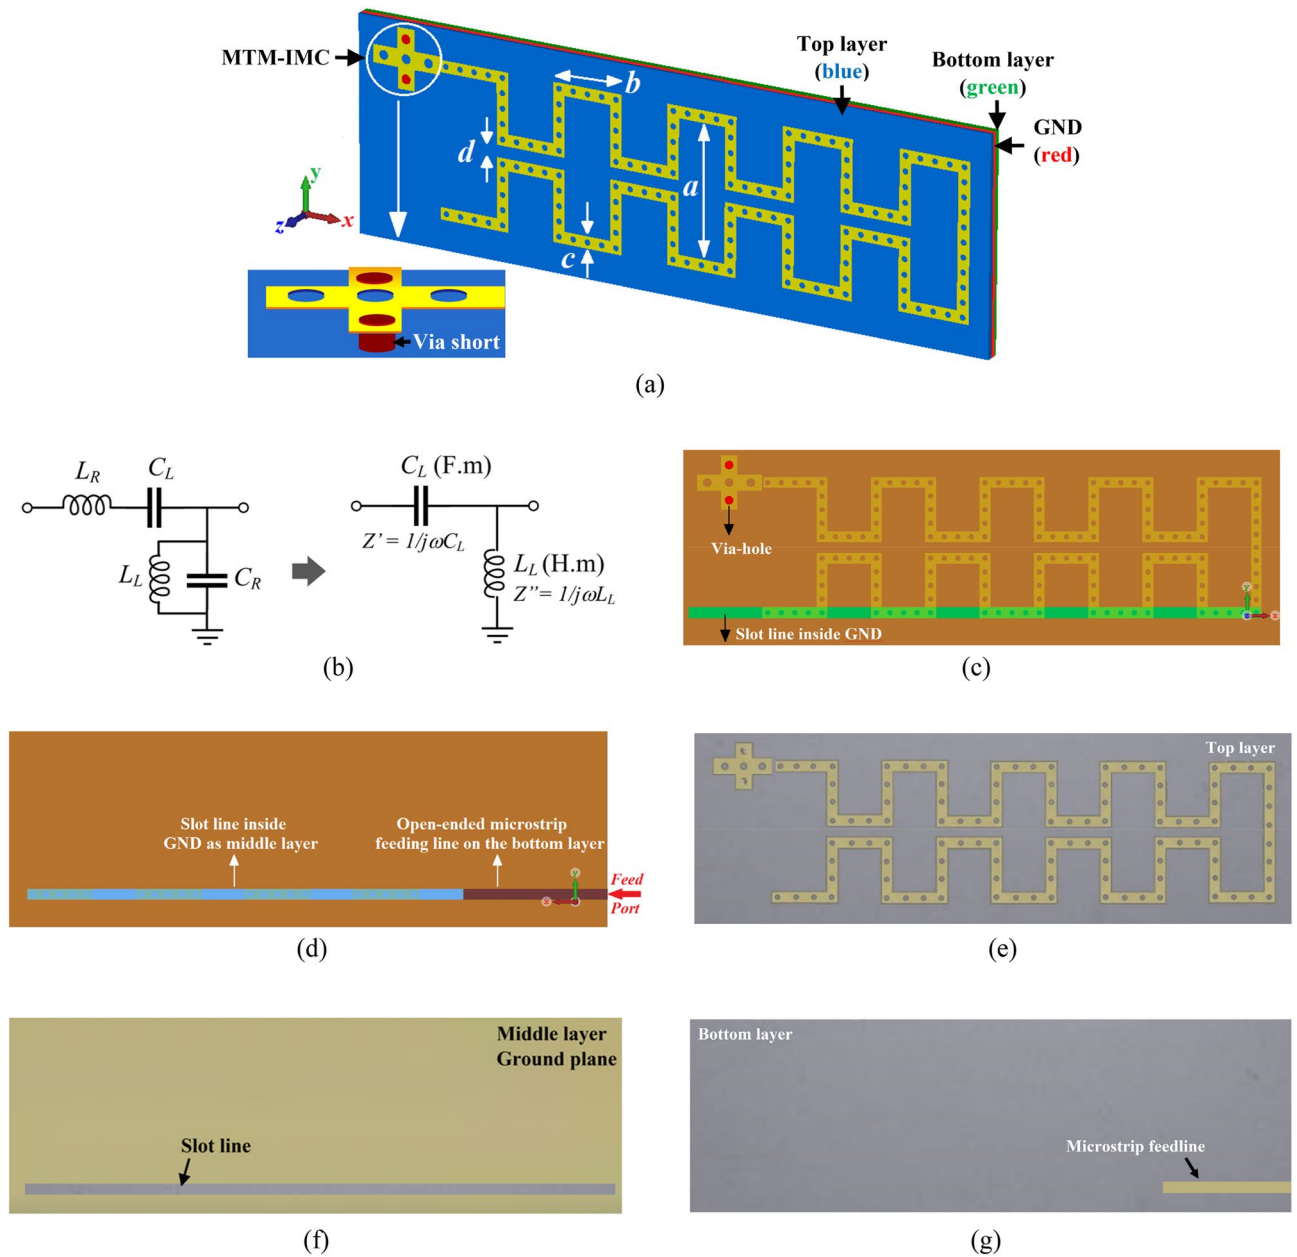 MTM-IMC
Top layer
(blue)
Bottom layer
(green)
GND
(red)
b
d
a
c
y
x
z
Via short
(a)
L_R
C_L
L_L
C_R
C_L (F.m)
Z' = 1/jωC_L
L_L (H.m)
Z''= 1/jωL_L
(b)
Via-hole
Slot line inside GND
Y
X
(c)
Slot line inside
GND as middle layer
Open-ended microstrip
feeding line on the bottom layer
Feed
Port
Y
X
(d)
Top layer
(e)
Middle layer
Ground plane
Slot line
(f)
Bottom layer
Microstrip feedline
(g)